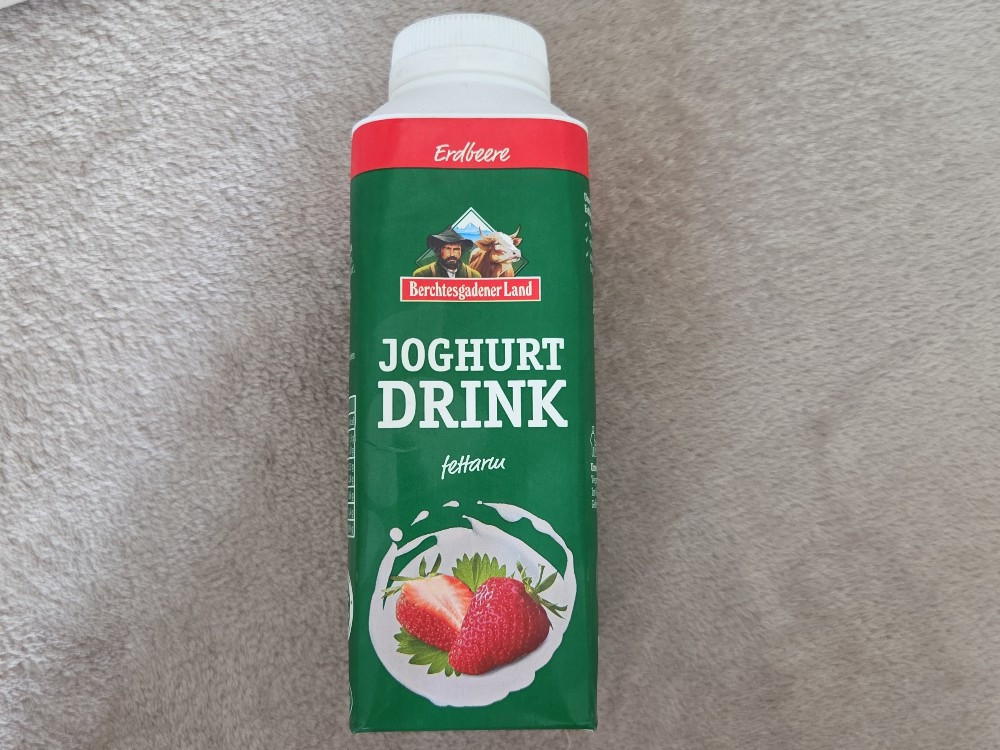 Erdbeere
Berchtesgadener Land
JOGHURT
DRINK
fettarm